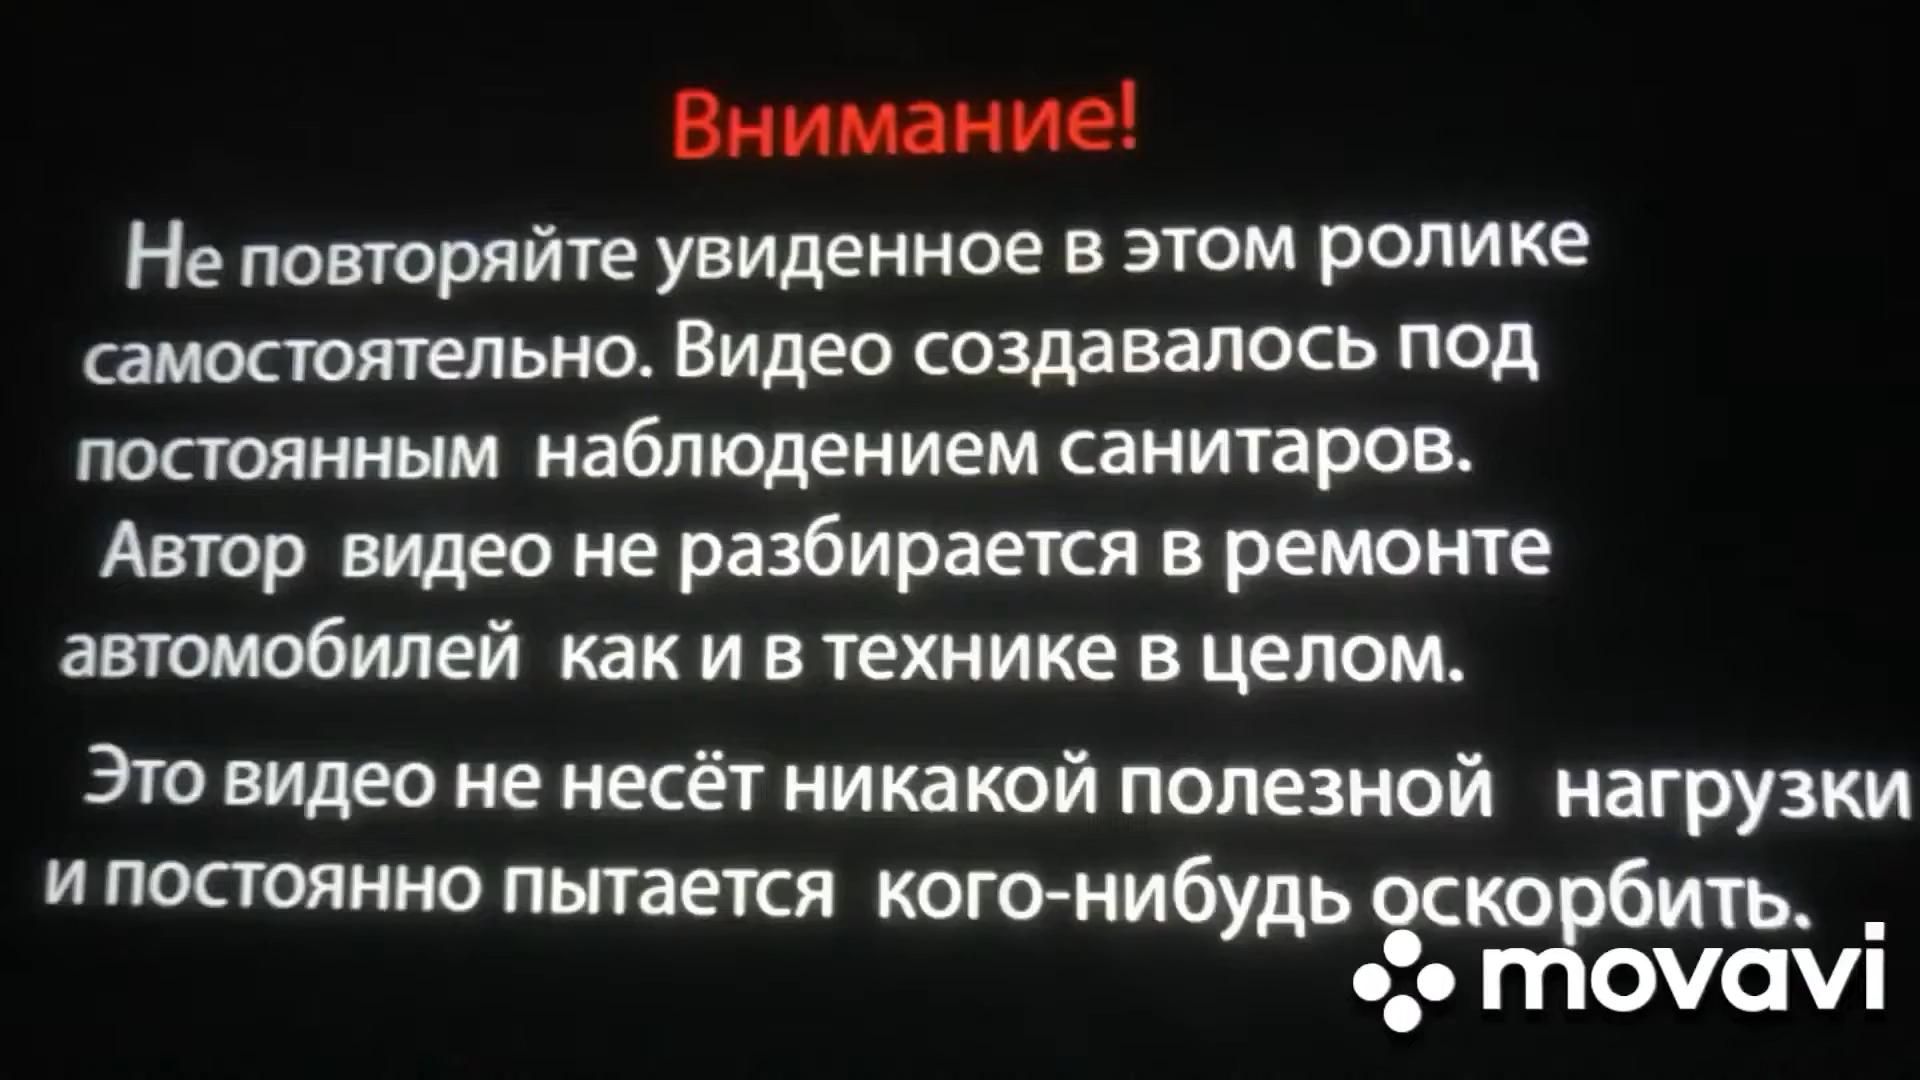 Внимание!
Не повторяйте увиденное в этом ролике
самостоятельно. Видео создавалось под
постоянным наблюдением санитаров.
Автор видео не разбирается в ремонте
автомобилей как и в технике в целом.
Это видео не несёт никакой полезной нагрузки
и постоянно пытается кого-нибудь оскорбить.
movavi